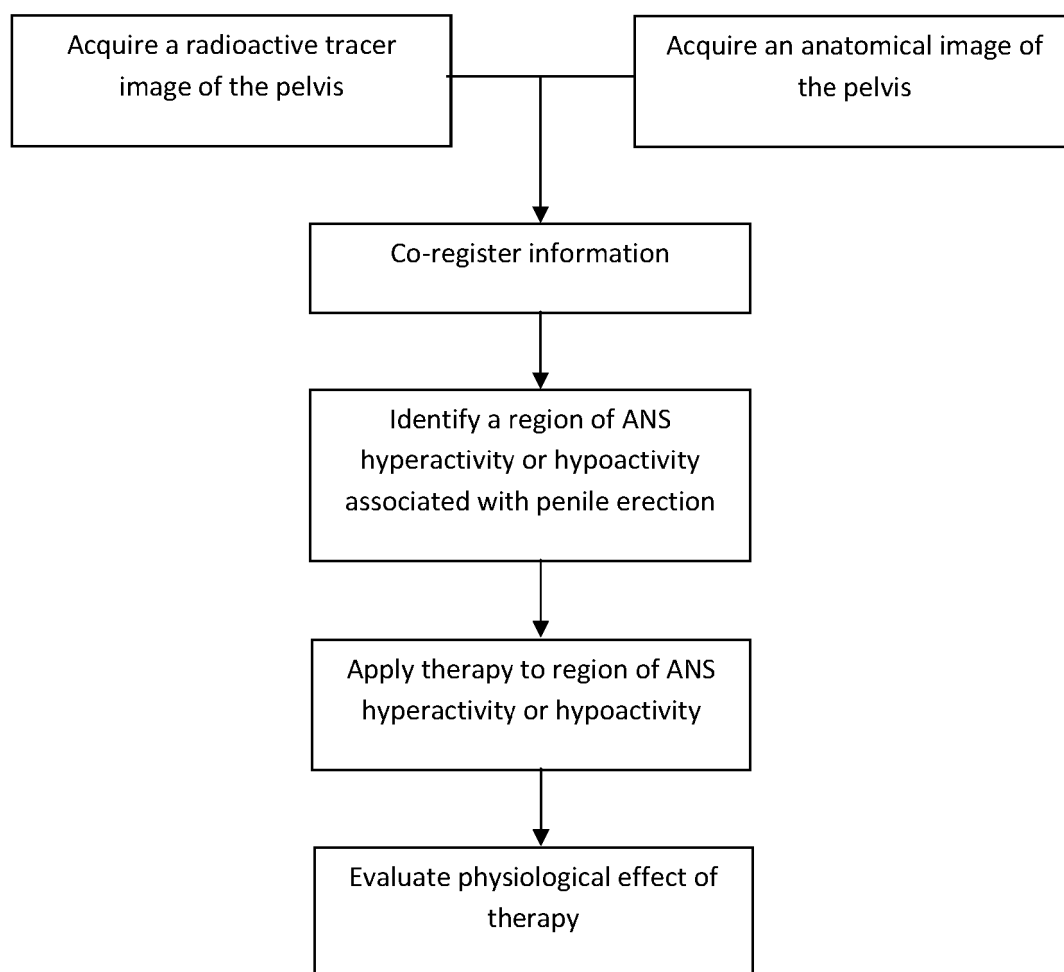 Acquire a radioactive tracer
image of the pelvis
Acquire an anatomical image of
the pelvis
Co-register information
Identify a region of ANS
hyperactivity or hypoactivity
associated with penile erection
Apply therapy to region of ANS
hyperactivity or hypoactivity
Evaluate physiological effect of
therapy